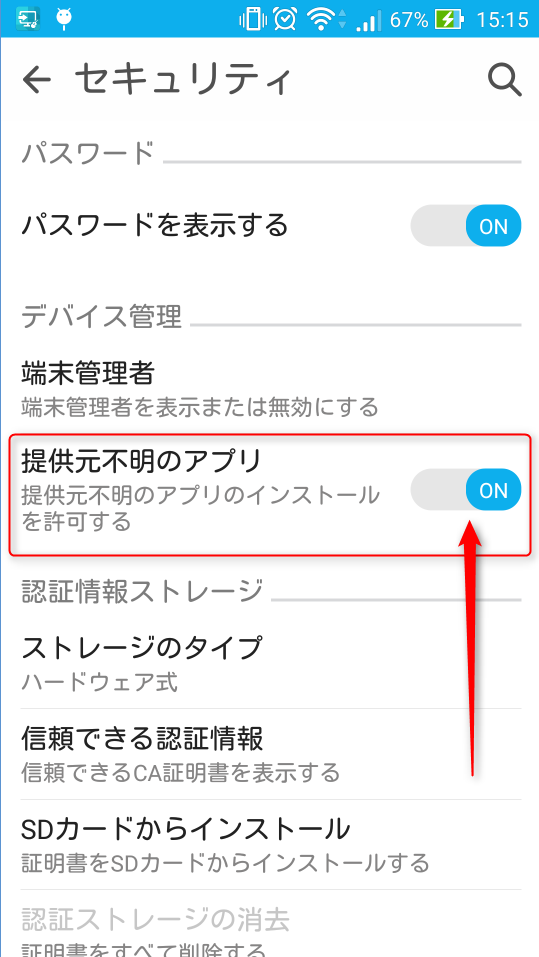 67% 15:15
セキュリティ
パスワード
パスワードを表示する ON
デバイス管理
端末管理者
端末管理者を表示または無効にする
提供元不明のアプリ
提供元不明のアプリのインストール
を許可する
ON
認証情報ストレージ
ストレージのタイプ
ハードウェア式
信頼できる認証情報
信頼できるCA証明書を表示する
SDカードからインストール
証明書をSDカードからインストールする
認証ストレージの消去
証明書をすべて削除する